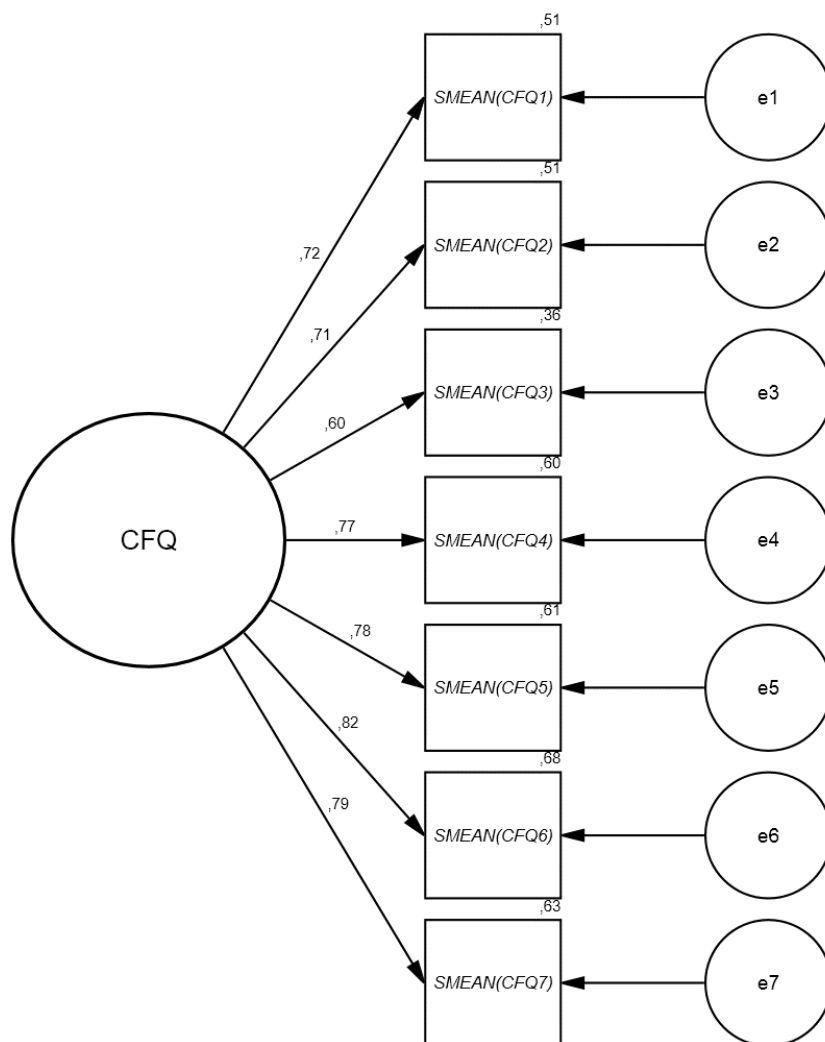 ,51
SMEAN(CFQ1)
e1
,72
,51
SMEAN(CFQ2)
e2
,71
,36
SMEAN(CFQ3)
e3
,60
,60
CFQ
,77
SMEAN(CFQ4)
e4
,61
,78
SMEAN(CFQ5)
e5
,82
,68
,79
SMEAN(CFQ6)
e6
,63
SMEAN(CFQ7)
e7